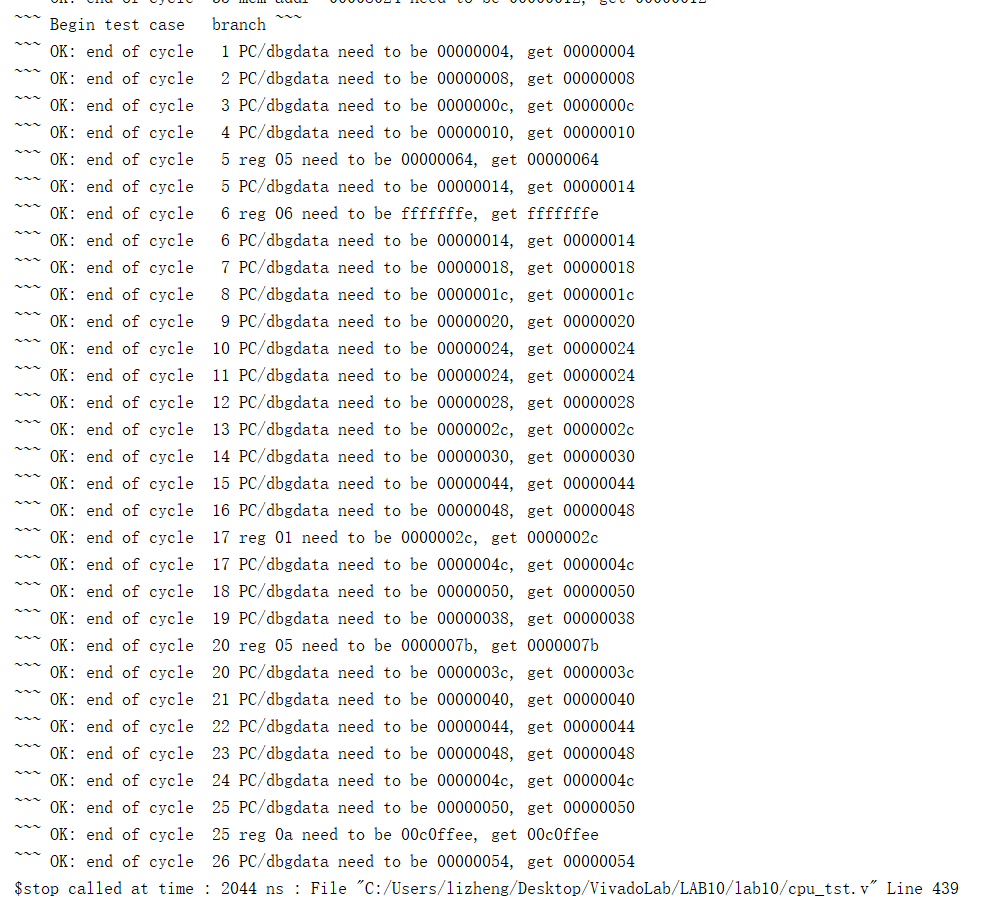 ~~~ Begin test case   branch ~~~
~~~ OK: end of cycle   1 PC/dbgdata need to be 00000004, get 00000004
~~~ OK: end of cycle   2 PC/dbgdata need to be 00000008, get 00000008
~~~ OK: end of cycle   3 PC/dbgdata need to be 0000000c, get 0000000c
~~~ OK: end of cycle   4 PC/dbgdata need to be 00000010, get 00000010
~~~ OK: end of cycle   5 reg 05 need to be 00000064, get 00000064
~~~ OK: end of cycle   5 PC/dbgdata need to be 00000014, get 00000014
~~~ OK: end of cycle   6 reg 06 need to be fffffffe, get fffffffe
~~~ OK: end of cycle   6 PC/dbgdata need to be 00000014, get 00000014
~~~ OK: end of cycle   7 PC/dbgdata need to be 00000018, get 00000018
~~~ OK: end of cycle   8 PC/dbgdata need to be 0000001c, get 0000001c
~~~ OK: end of cycle   9 PC/dbgdata need to be 00000020, get 00000020
~~~ OK: end of cycle  10 PC/dbgdata need to be 00000024, get 00000024
~~~ OK: end of cycle  11 PC/dbgdata need to be 00000024, get 00000024
~~~ OK: end of cycle  12 PC/dbgdata need to be 00000028, get 00000028
~~~ OK: end of cycle  13 PC/dbgdata need to be 0000002c, get 0000002c
~~~ OK: end of cycle  14 PC/dbgdata need to be 00000030, get 00000030
~~~ OK: end of cycle  15 PC/dbgdata need to be 00000044, get 00000044
~~~ OK: end of cycle  16 PC/dbgdata need to be 00000048, get 00000048
~~~ OK: end of cycle  17 reg 01 need to be 0000002c, get 0000002c
~~~ OK: end of cycle  17 PC/dbgdata need to be 0000004c, get 0000004c
~~~ OK: end of cycle  18 PC/dbgdata need to be 00000050, get 00000050
~~~ OK: end of cycle  19 PC/dbgdata need to be 00000038, get 00000038
~~~ OK: end of cycle  20 reg 05 need to be 0000007b, get 0000007b
~~~ OK: end of cycle  20 PC/dbgdata need to be 0000003c, get 0000003c
~~~ OK: end of cycle  21 PC/dbgdata need to be 00000040, get 00000040
~~~ OK: end of cycle  22 PC/dbgdata need to be 00000044, get 00000044
~~~ OK: end of cycle  23 PC/dbgdata need to be 00000048, get 00000048
~~~ OK: end of cycle  24 PC/dbgdata need to be 0000004c, get 0000004c
~~~ OK: end of cycle  25 PC/dbgdata need to be 00000050, get 00000050
~~~ OK: end of cycle  25 reg 0a need to be 00c0ffee, get 00c0ffee
~~~ OK: end of cycle  26 PC/dbgdata need to be 00000054, get 00000054
$stop called at time : 2044 ns : File "C:/Users/lizheng/Desktop/VivadoLab/LAB10/lab10/cpu_tst.v" Line 439